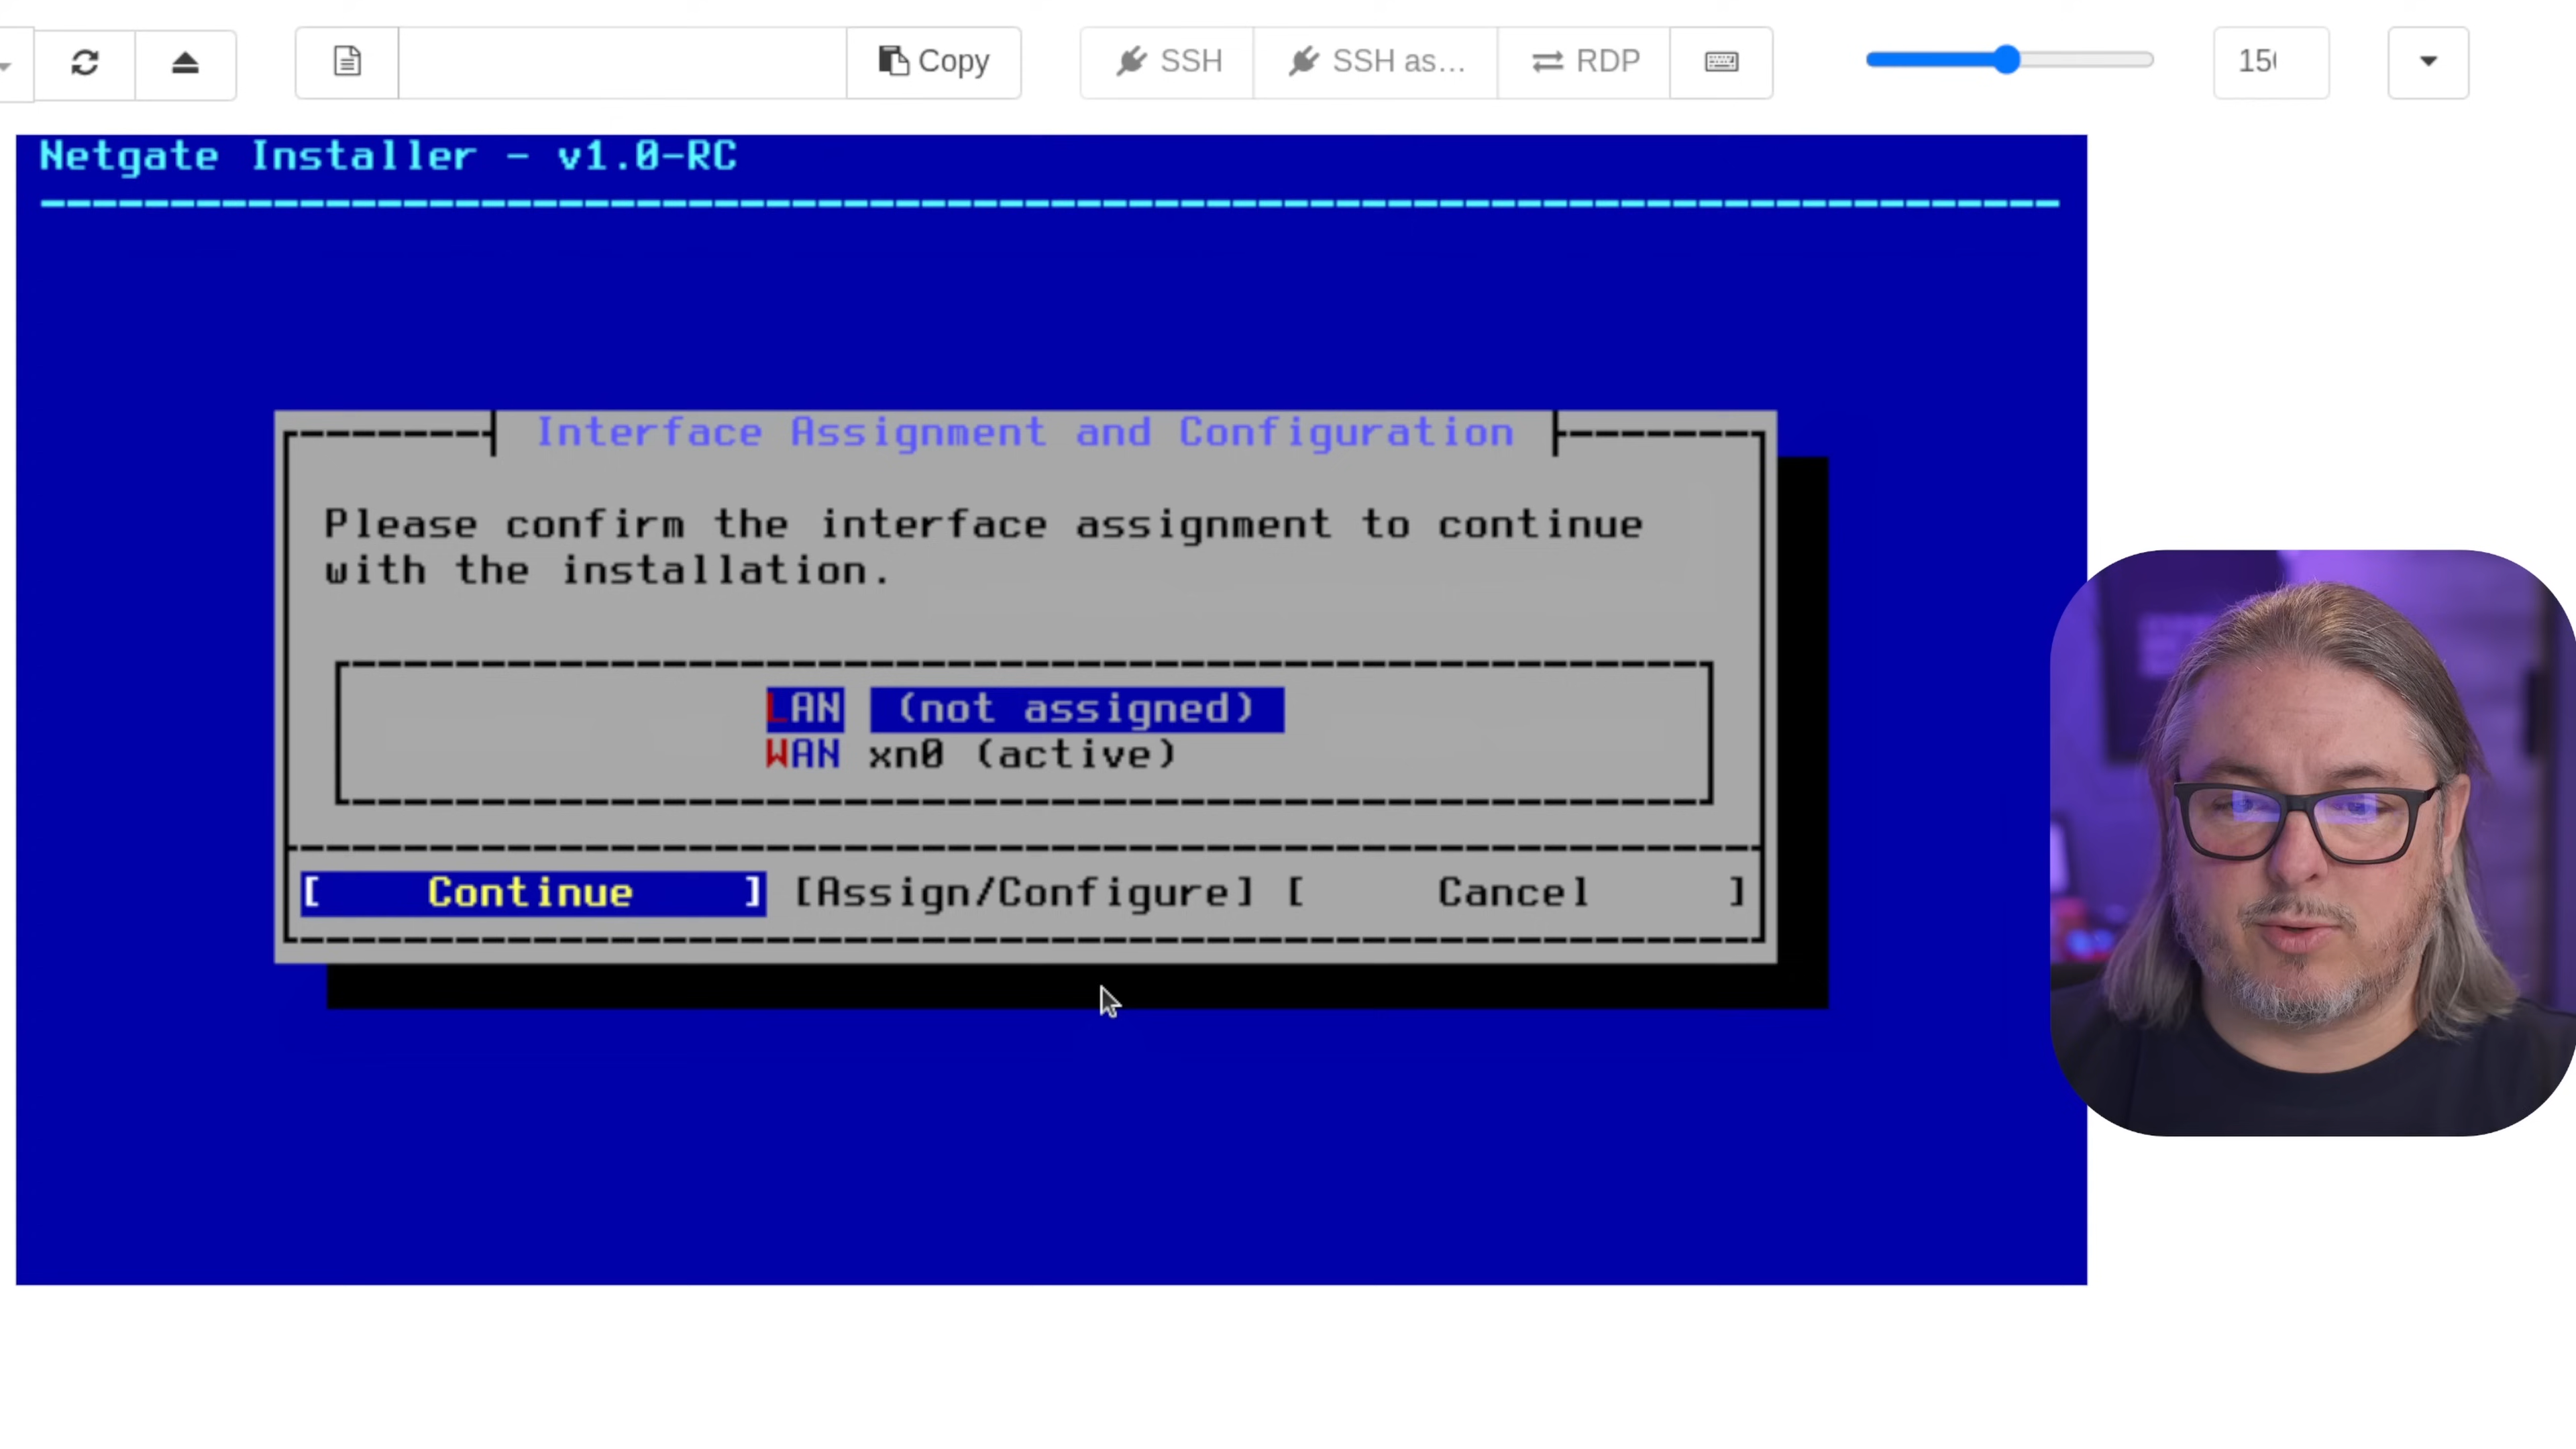 Copy
SSH
SSH as...
RDP
150
Netgate Installer - v1.0-RC
Interface Assignment and Configuration
Please confirm the interface assignment to continue
with the installation.
LAN (not assigned)
WAN xn0 (active)
[ Continue ] [Assign/Configure] [ Cancel ]